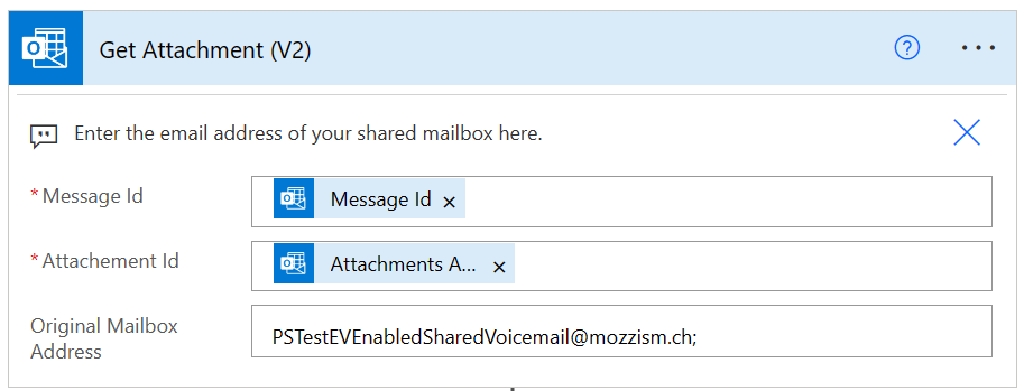 Get Attachment (V2)
Enter the email address of your shared mailbox here.
* Message Id
Message Id ×
* Attachement Id
Attachments A... ×
Original Mailbox
Address
PSTestEVEnabledSharedVoicemail@mozzism.ch;